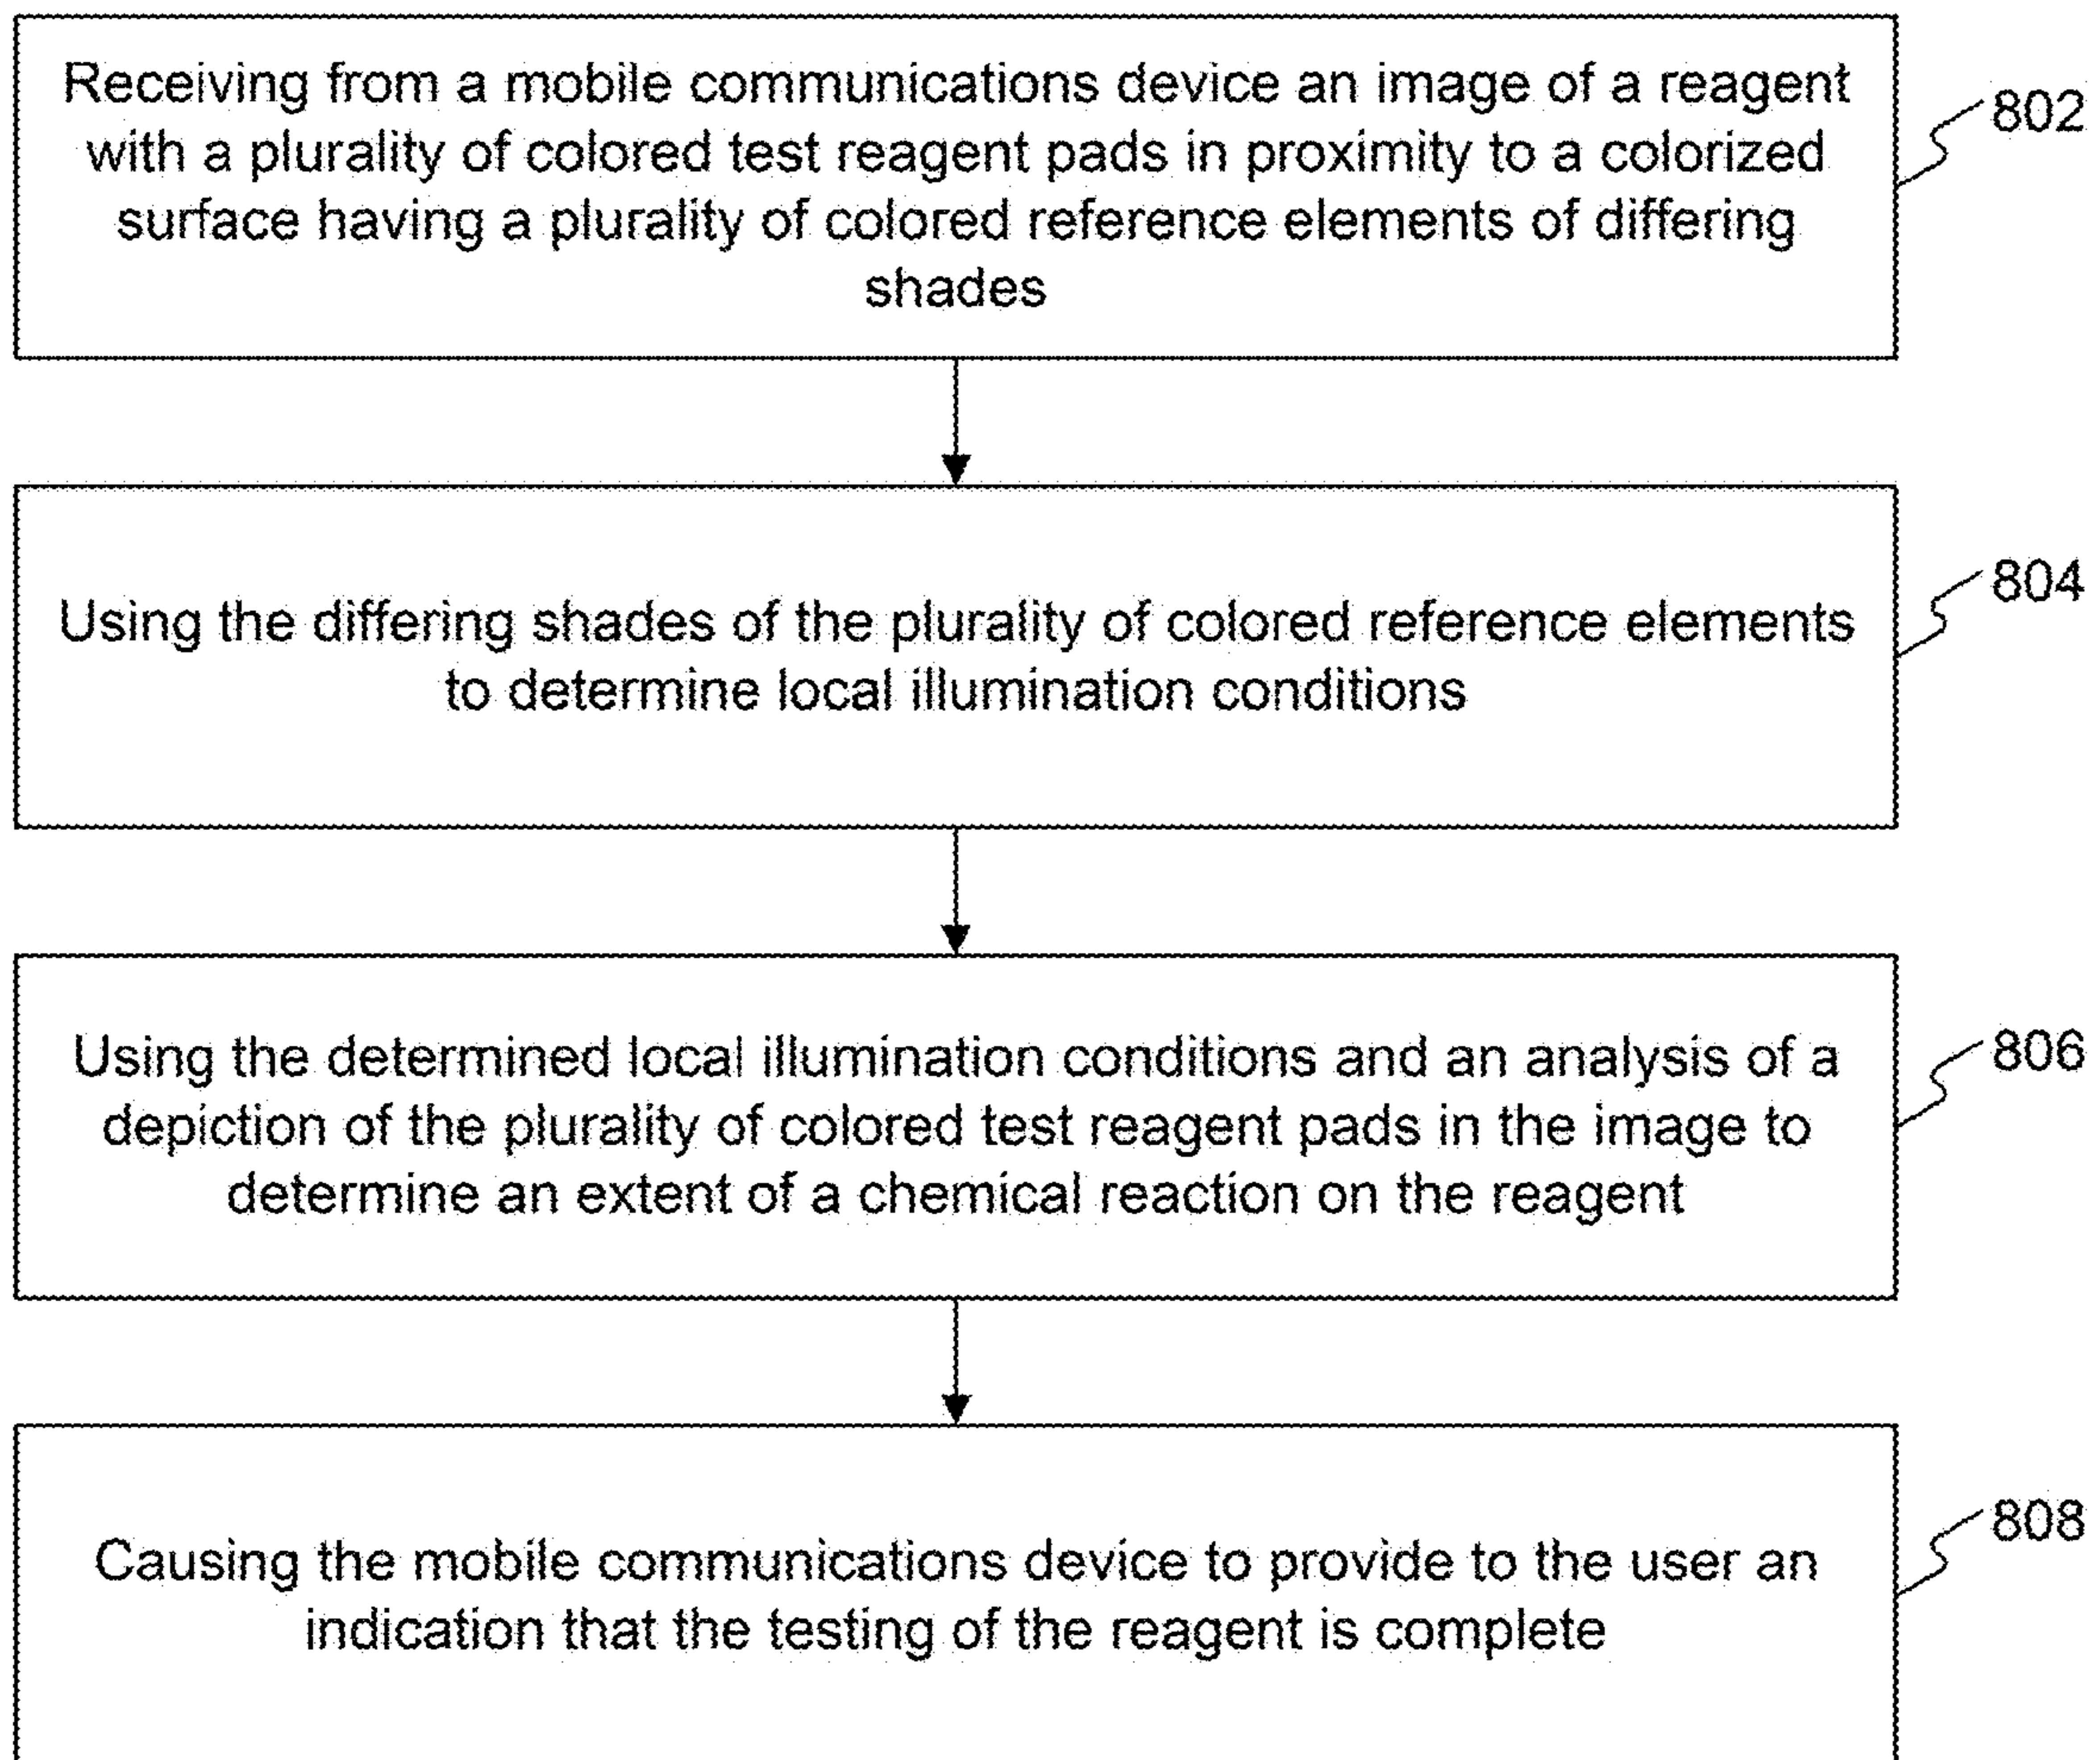 Receiving from a mobile communications device an image of a reagent
with a plurality of colored test reagent pads in proximity to a colorized
surface having a plurality of colored reference elements of differing
shades
802
Using the differing shades of the plurality of colored reference elements
to determine local illumination conditions
804
Using the determined local illumination conditions and an analysis of a
depiction of the plurality of colored test reagent pads in the image to
determine an extent of a chemical reaction on the reagent
806
Causing the mobile communications device to provide to the user an
indication that the testing of the reagent is complete
808